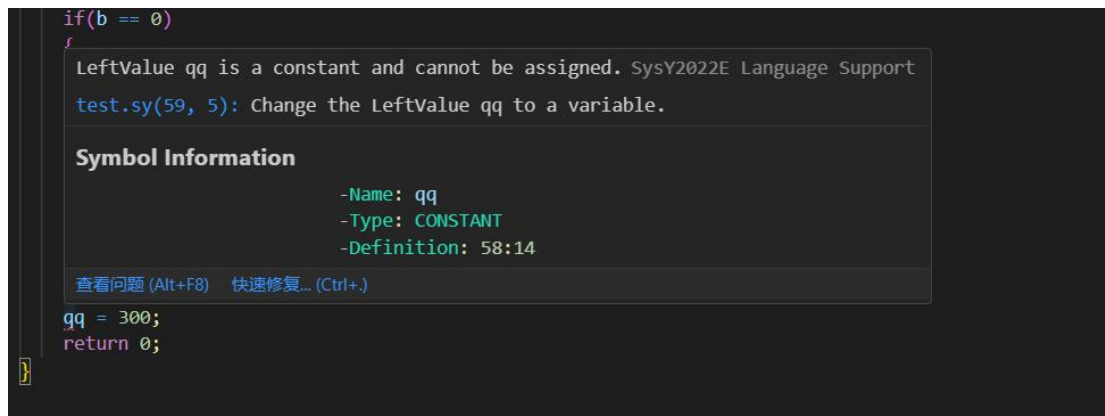 if(b == 0)
{
LeftValue qq is a constant and cannot be assigned. SysY2022E Language Support
test.sy(59, 5): Change the LeftValue qq to a variable.
Symbol Information
-Name: qq
-Type: CONSTANT
-Definition: 58:14
查看问题 (Alt+F8) 快速修复... (Ctrl+.)
qq = 300;
return 0;
}